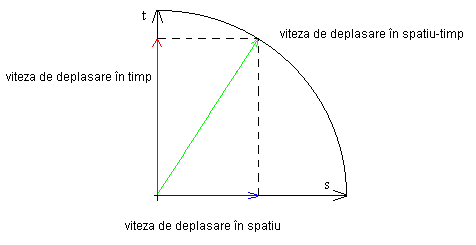 t
viteza de deplasare în spatiu-timp
viteza de deplasare în timp
s
viteza de deplasare în spatiu